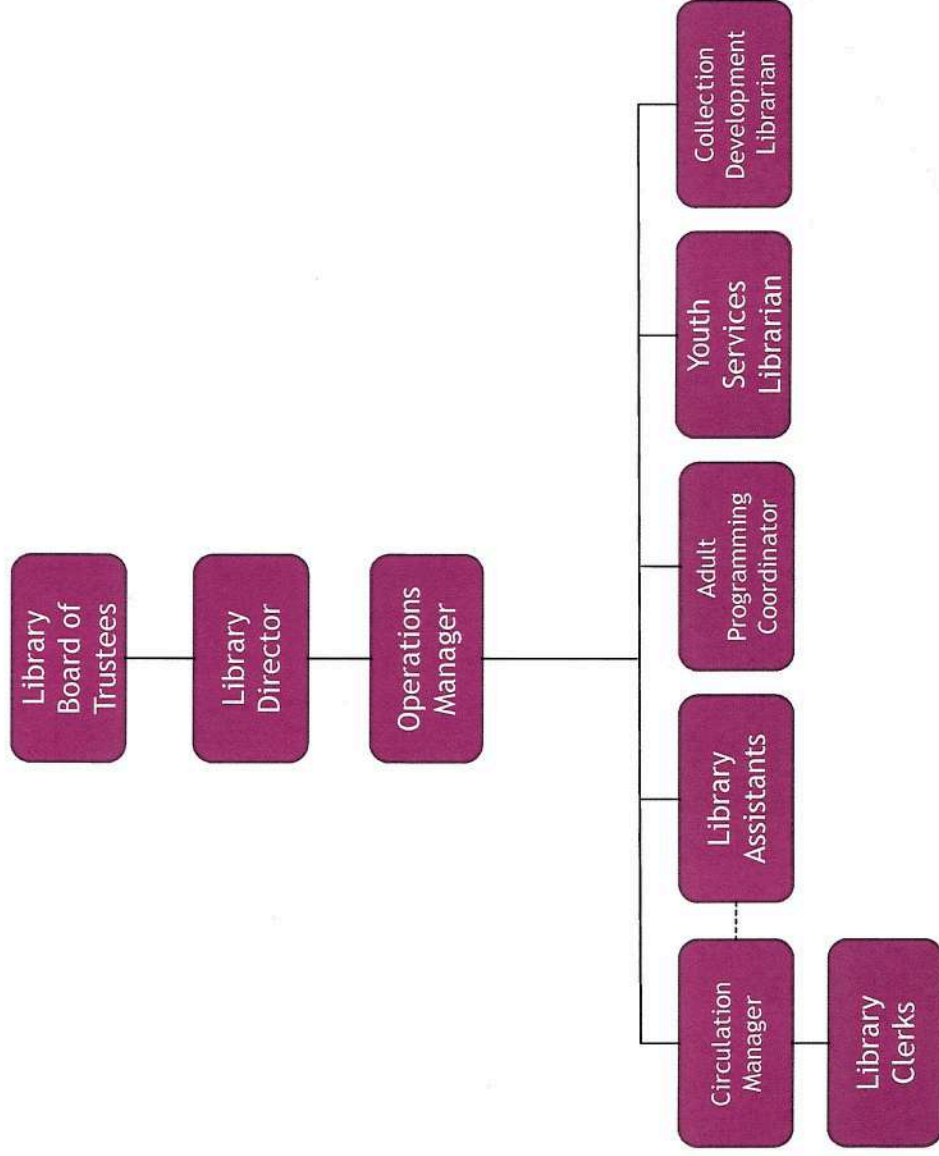 Library
Board of
Trustees
Library
Director
Operations
Manager
Circulation
Manager
Library
Assistants
Adult
Programming
Coordinator
Youth
Services
Librarian
Collection
Development
Librarian
Library
Clerks